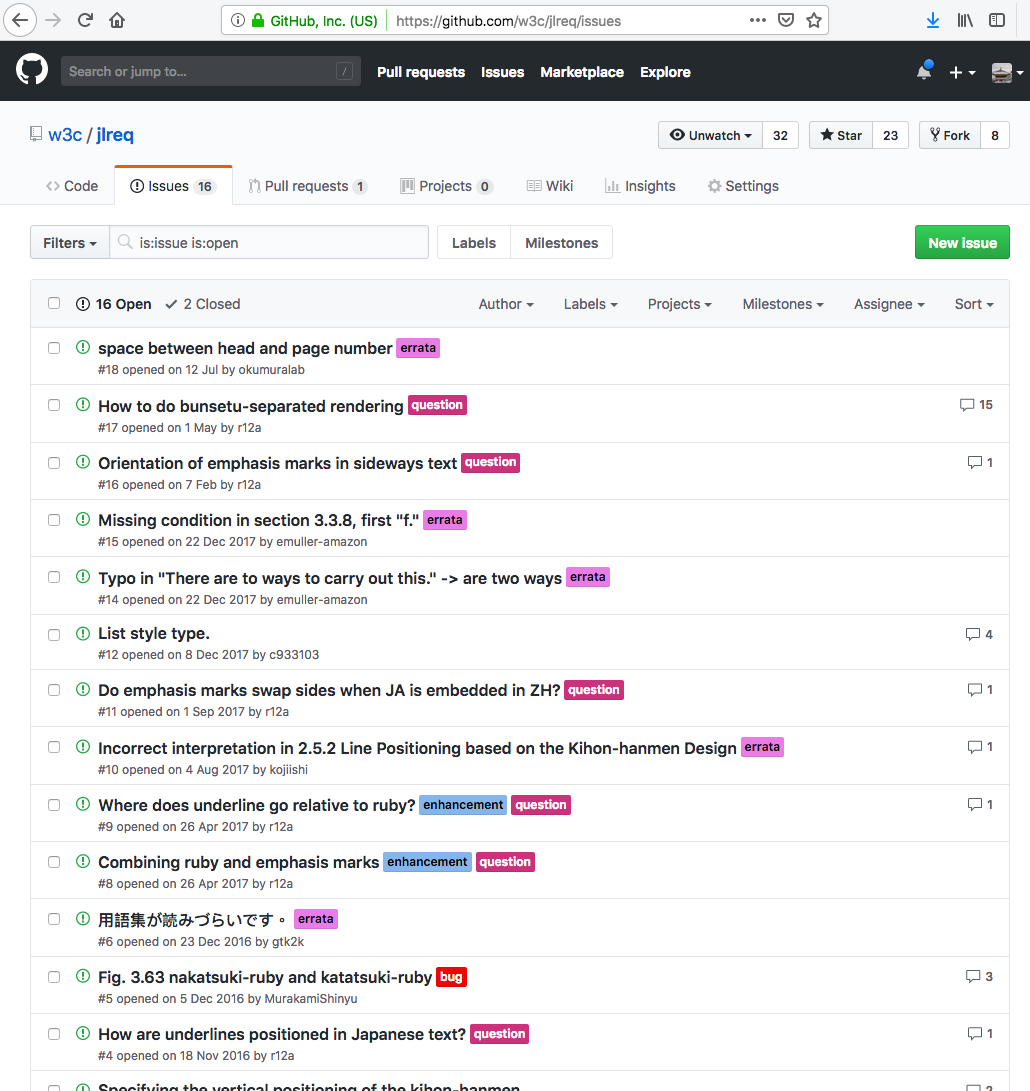 GitHub, Inc. (US) https://github.com/w3c/jlreq/issues
Search or jump to... / Pull requests Issues Marketplace Explore
w3c / jlreq Unwatch 32 Star 23 Fork 8
Code Issues 16 Pull requests 1 Projects 0 Wiki Insights Settings
Filters is:issue is:open Labels Milestones New issue
16 Open 2 Closed Author Labels Projects Milestones Assignee Sort
space between head and page number errata
#18 opened on 12 Jul by okumuralab
How to do bunsetu-separated rendering question 15
#17 opened on 1 May by r12a
Orientation of emphasis marks in sideways text question 1
#16 opened on 7 Feb by r12a
Missing condition in section 3.3.8, first "f." errata
#15 opened on 22 Dec 2017 by emuller-amazon
Typo in "There are to ways to carry out this." -> are two ways errata
#14 opened on 22 Dec 2017 by emuller-amazon
List style type. 4
#12 opened on 8 Dec 2017 by c933103
Do emphasis marks swap sides when JA is embedded in ZH? question 1
#11 opened on 1 Sep 2017 by r12a
Incorrect interpretation in 2.5.2 Line Positioning based on the Kihon-hanmen Design errata 1
#10 opened on 4 Aug 2017 by kojiishi
Where does underline go relative to ruby? enhancement question 1
#9 opened on 26 Apr 2017 by r12a
Combining ruby and emphasis marks enhancement question
#8 opened on 26 Apr 2017 by r12a
用語集が読みづらいです。 errata
#6 opened on 23 Dec 2016 by gtk2k
Fig. 3.63 nakatsuki-ruby and katatsuki-ruby bug 3
#5 opened on 5 Dec 2016 by MurakamiShinyu
How are underlines positioned in Japanese text? question 1
#4 opened on 18 Nov 2016 by r12a
Specifying the vertical positioning of the kihon-hanmen 2